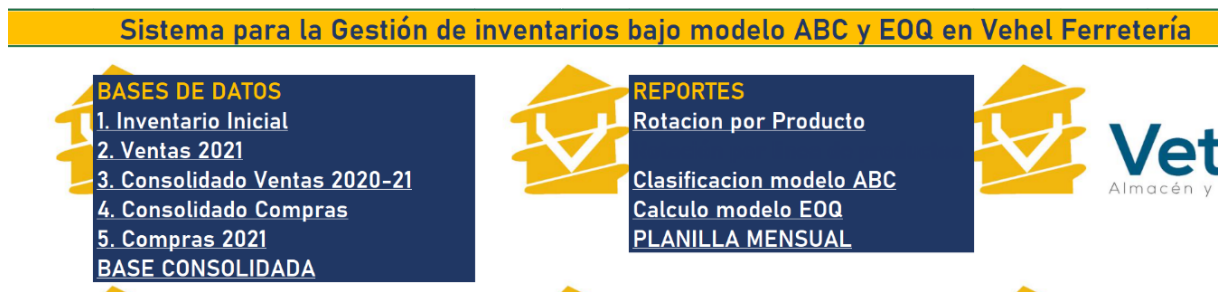 Sistema para la Gestión de inventarios bajo modelo ABC y EOQ en Vehel Ferretería
BASES DE DATOS
1. Inventario Inicial
2. Ventas 2021
3. Consolidado Ventas 2020-21
4. Consolidado Compras
5. Compras 2021
BASE CONSOLIDADA
REPORTES
Rotacion por Producto
Clasificacion modelo ABC
Calculo modelo EOQ
PLANILLA MENSUAL
Almacén y